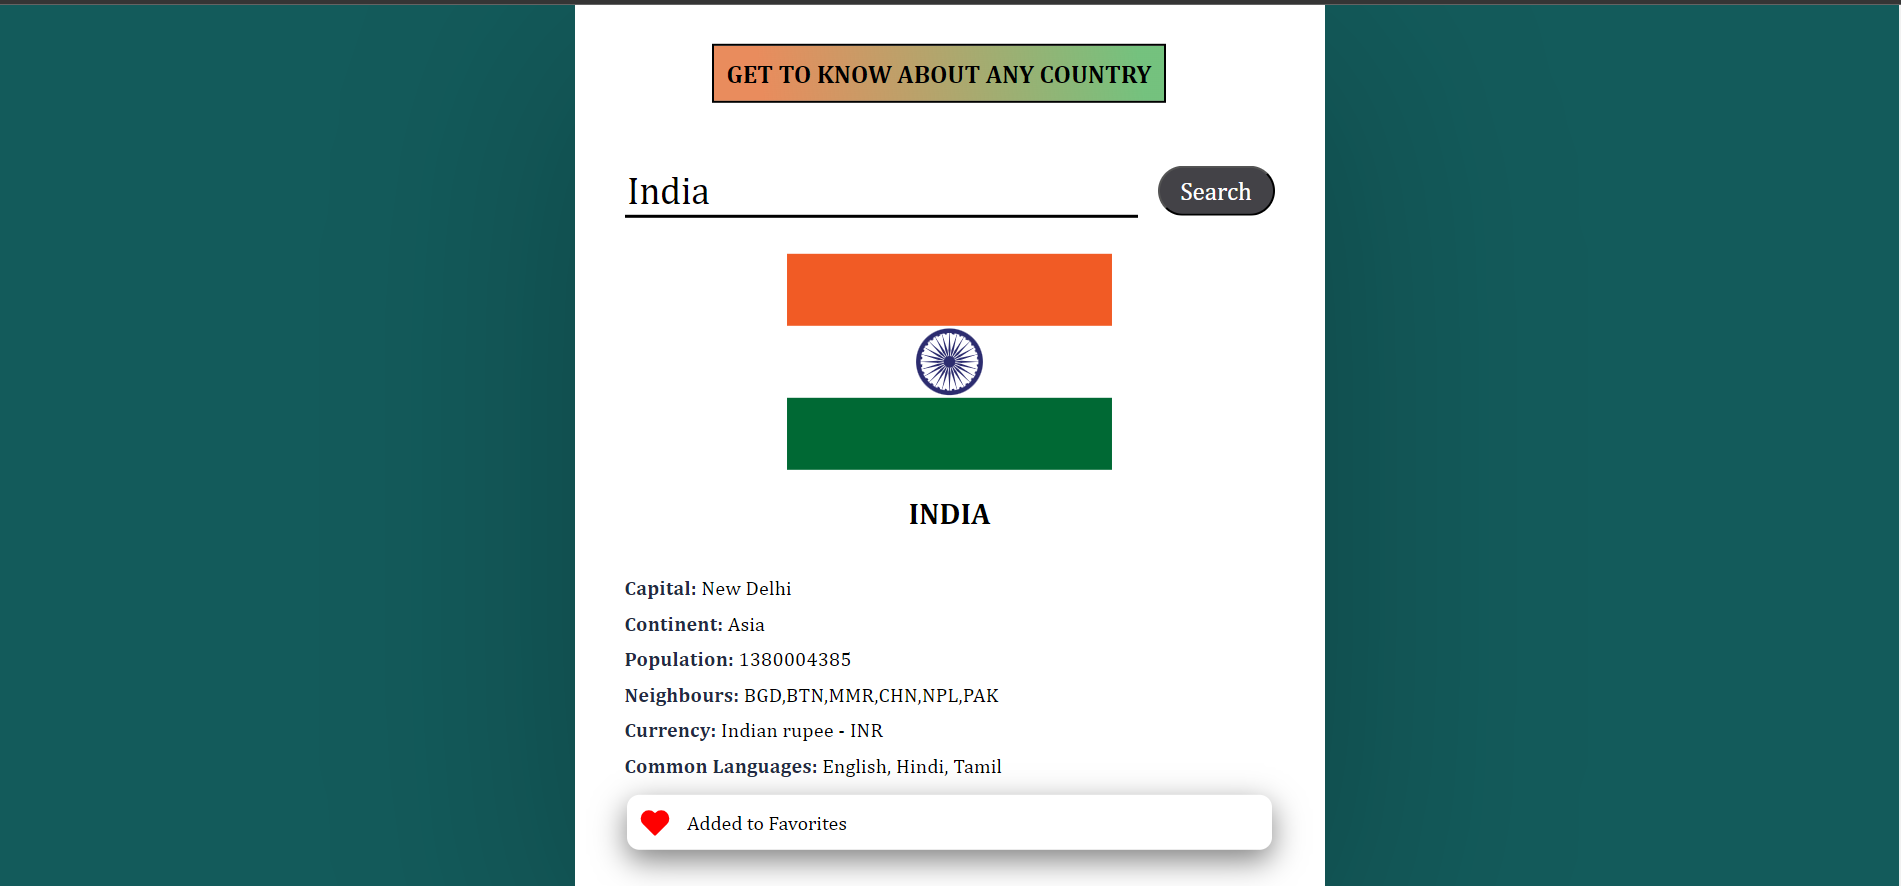 GET TO KNOW ABOUT ANY COUNTRY
India
Search
INDIA
Capital: New Delhi
Continent: Asia
Population: 1380004385
Neighbours: BGD,BTN,MMR,CHN,NPL,PAK
Currency: Indian rupee - INR
Common Languages: English, Hindi, Tamil
Added to Favorites